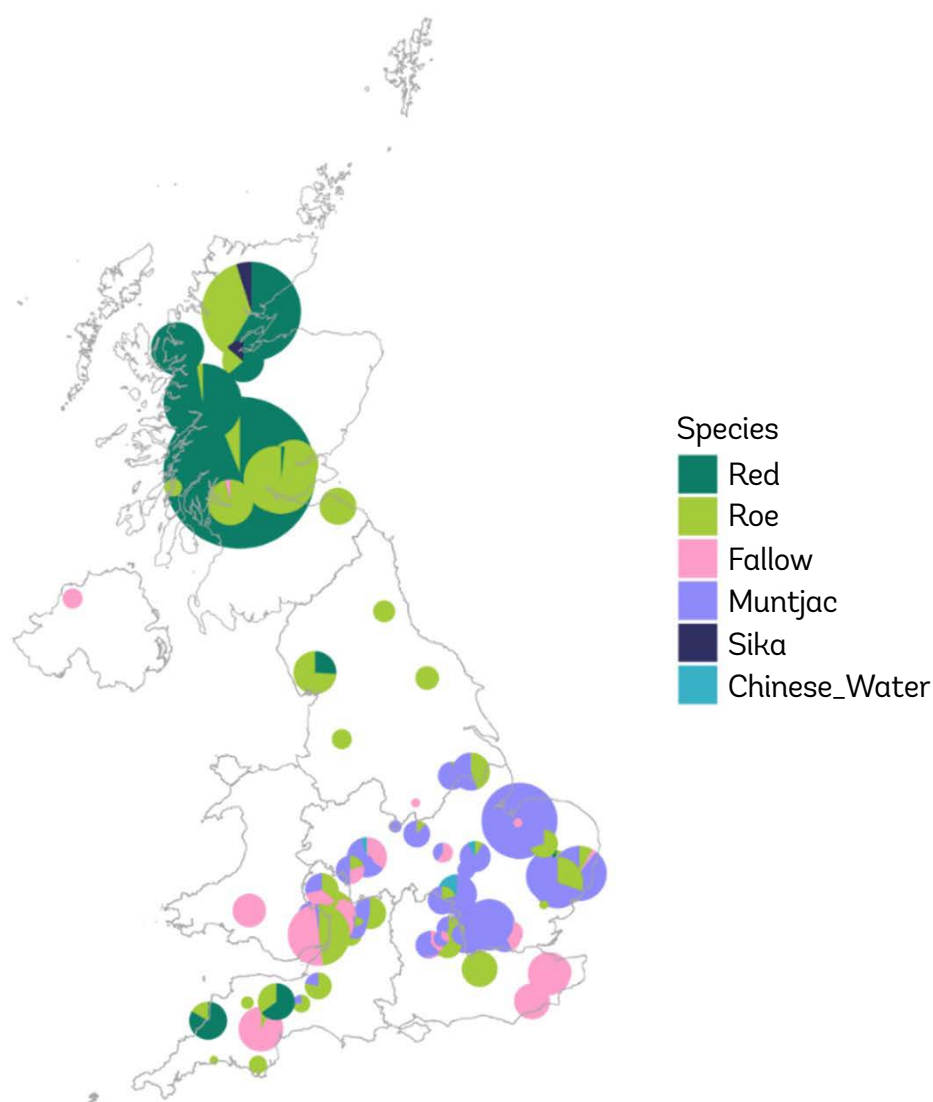 Species
Red
Roe
Fallow
Muntjac
Sika
Chinese_Water